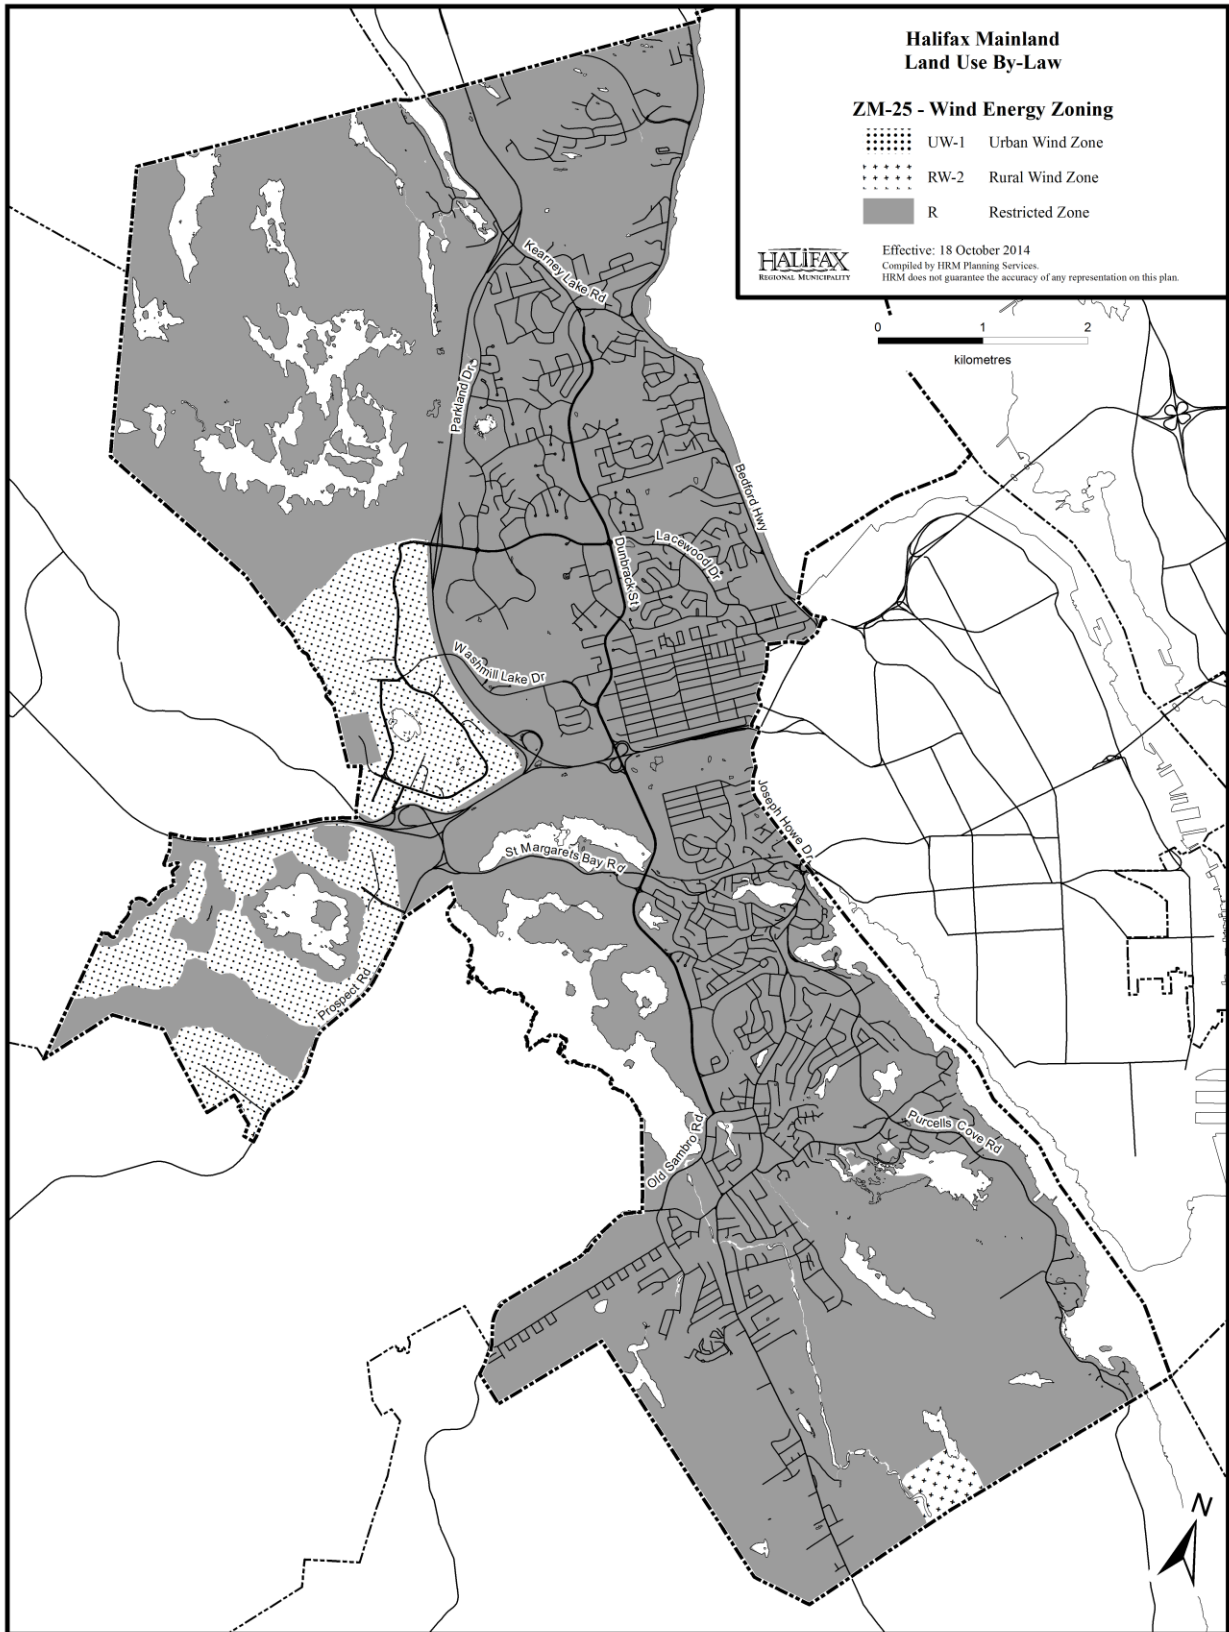 Halifax Mainland
Land Use By-Law
ZM-25 - Wind Energy Zoning
UW-1 Urban Wind Zone
RW-2 Rural Wind Zone
R Restricted Zone
HALIFAX
REGIONAL MUNICIPALITY
Effective: 18 October 2014
Compiled by HRM Planning Services.
HRM does not guarantee the accuracy of any representation on this plan.
0 1 2
kilometres
Kearney Lake Rd
Parkland Dr
Bedford Hwy
Lacewood Dr
Dunbrack St
Washmill Lake Dr
Joseph Howe Dr
St Margarets Bay Rd
Prospect Rd
Purcells Cove Rd
Old Sambro Rd
N